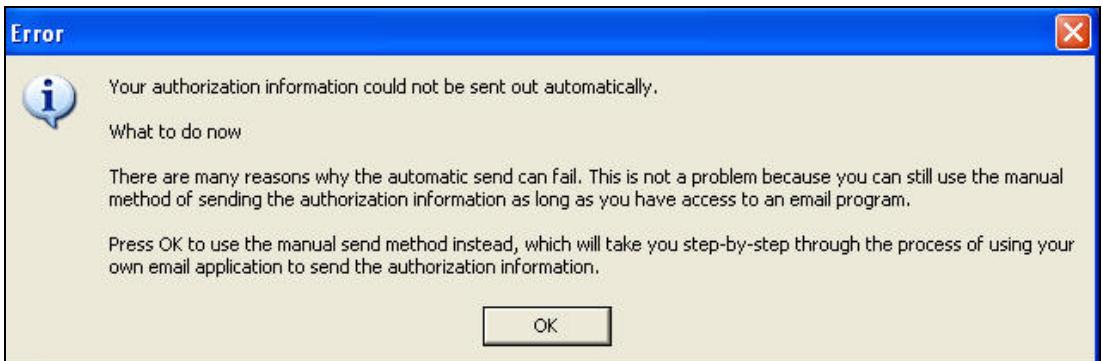 Error
Your authorization information could not be sent out automatically.
What to do now
There are many reasons why the automatic send can fail. This is not a problem because you can still use the manual
method of sending the authorization information as long as you have access to an email program.
Press OK to use the manual send method instead, which will take you step-by-step through the process of using your
own email application to send the authorization information.
OK